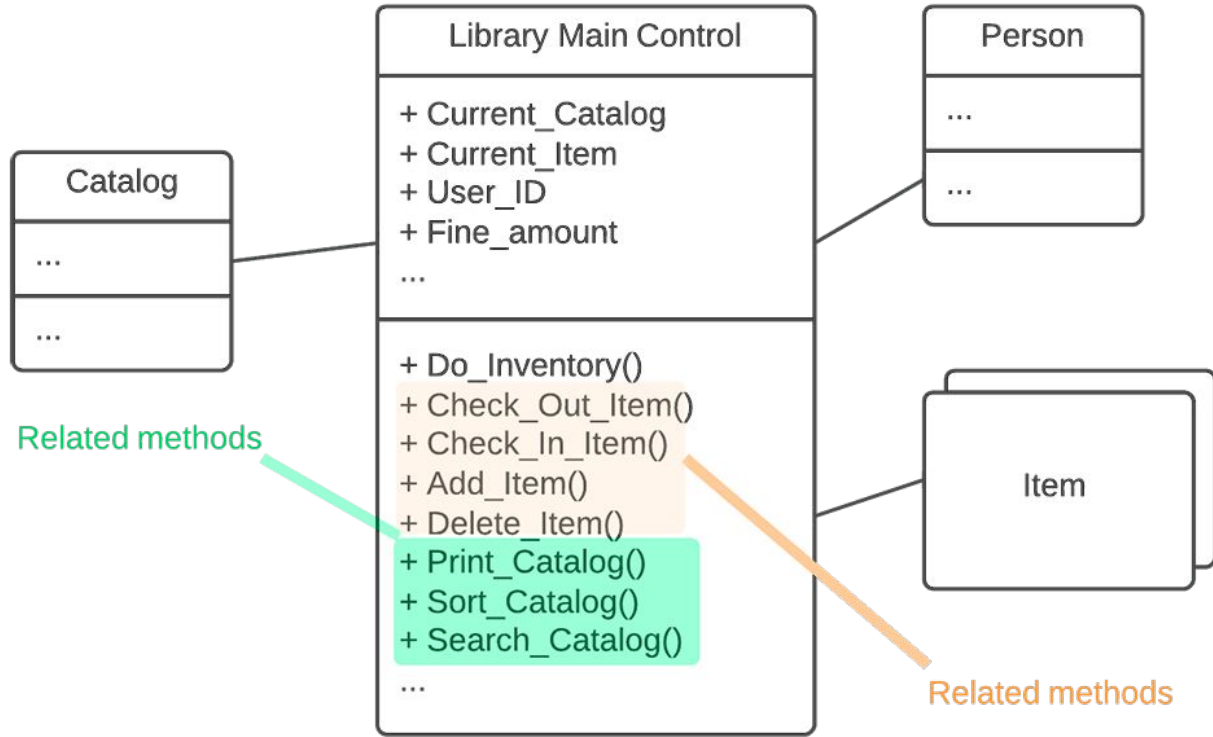 Library Main Control
+ Current_Catalog
+ Current_Item
+ User_ID
+ Fine_amount
...
+ Do_Inventory()
+ Check_Out_Item()
+ Check_In_Item()
+ Add_Item()
+ Delete_Item()
+ Print_Catalog()
+ Sort_Catalog()
+ Search_Catalog()
...
Catalog
...
...
Related methods
Person
...
...
Item
Related methods